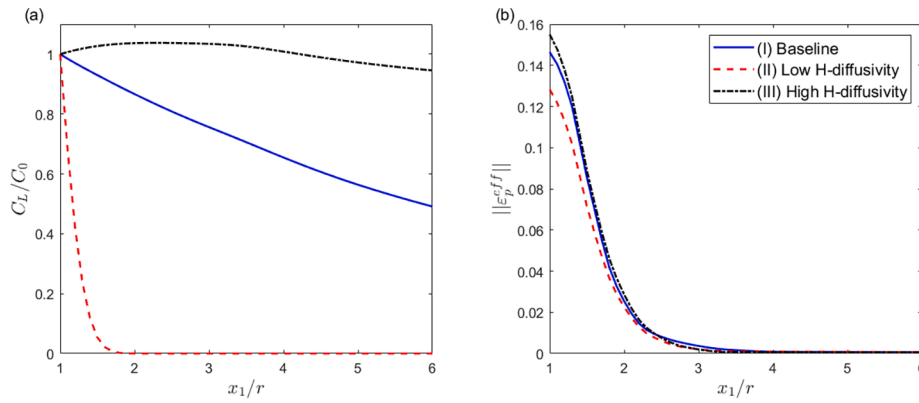 (a)
1
0.8
0.6
0.4
0.2
0
C_L/C_0
1 2 3 4 5 6
x_1/r
(b)
0.16
0.14
0.12
0.10
0.08
0.06
0.04
0.02
0
||ε_p^{eff}||
1 2 3 4 5 6
x_1/r
(I) Baseline
(II) Low H-diffusivity
(III) High H-diffusivity